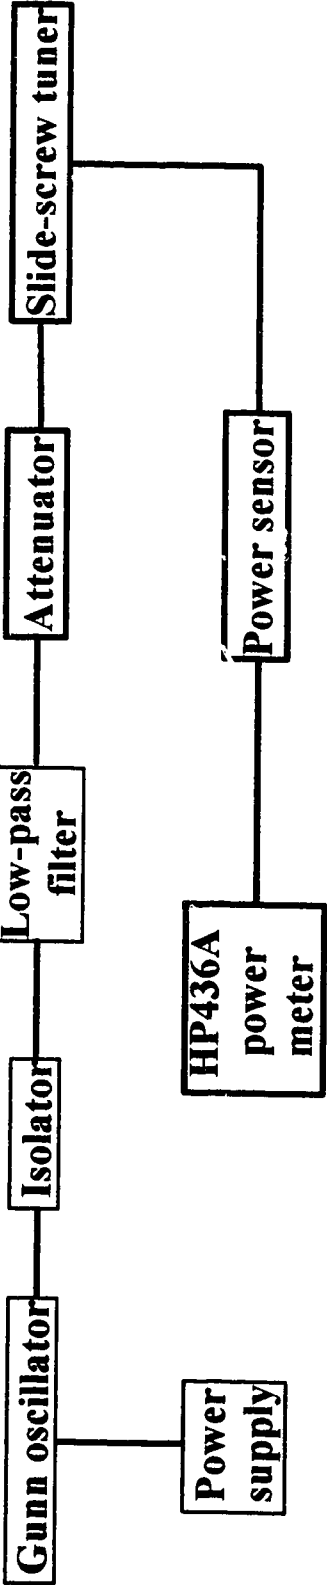 Gunn oscillator
Isolator
Low-pass
filter
Attenuator
Slide-screw tuner
Power
supply
HP436A
power
meter
Power sensor